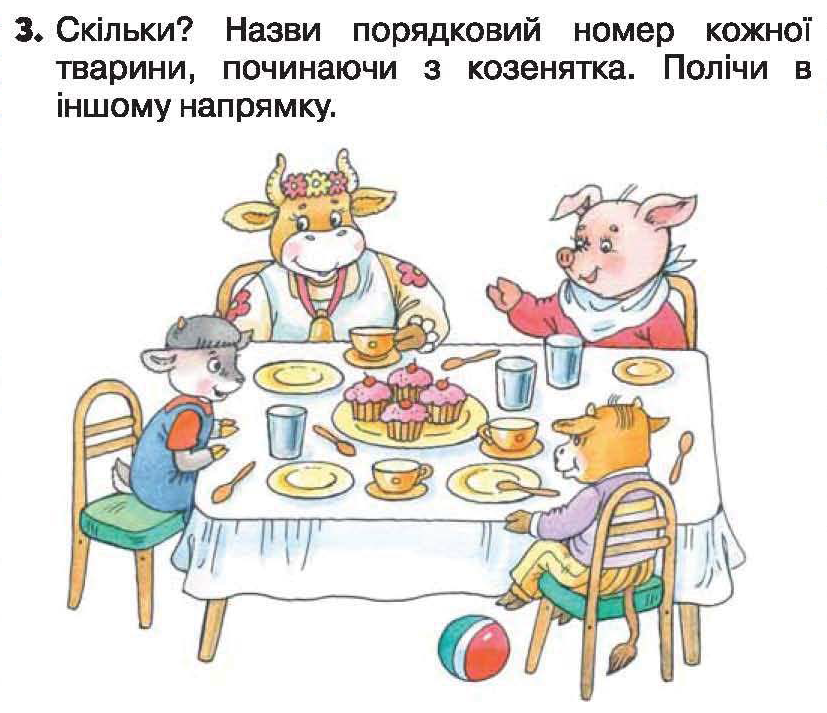 3. Скільки? Назви порядковий номер кожної
тварини, починаючи з козенятка. Полічи в
іншому напрямку.